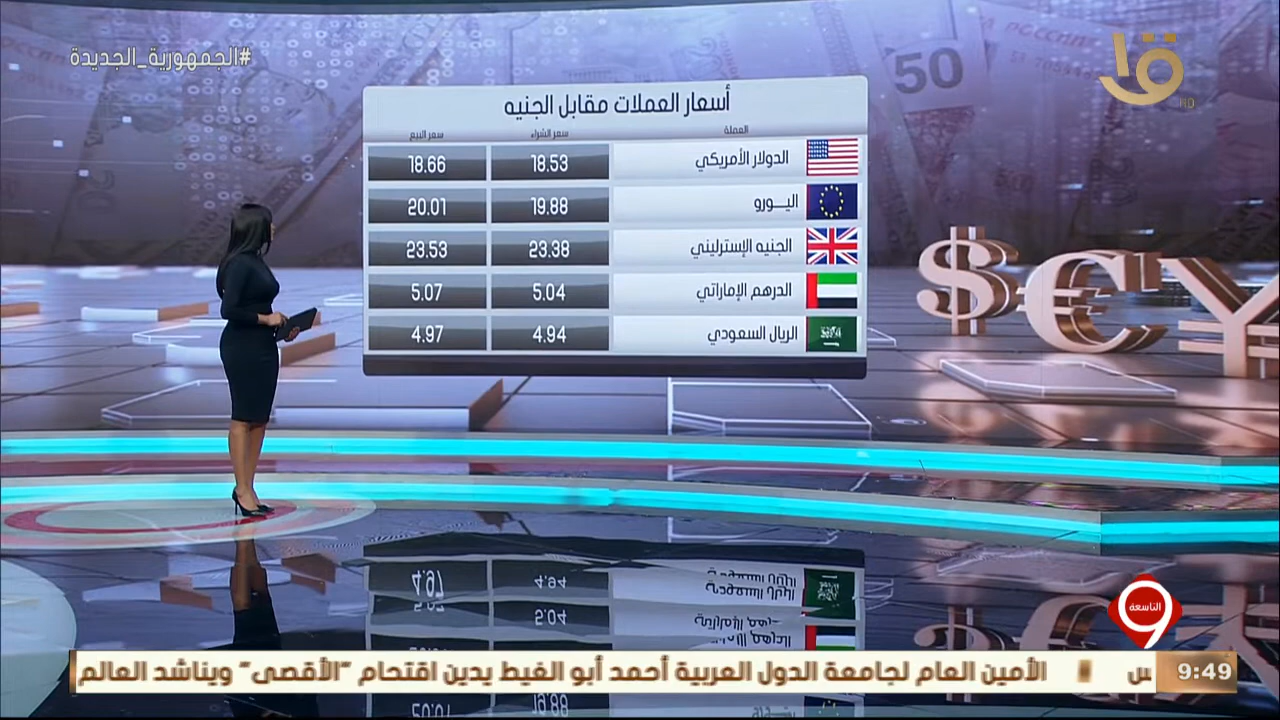 #الجمهورية_الجديدة
50
HD
أسعار العملات مقابل الجنيه
العملة سعر الشراء سعر البيع
الدولار الأمريكي 18.53 18.66
اليورو 19.88 20.01
الجنيه الإسترليني 23.38 23.53
الدرهم الإماراتي 5.04 5.07
الريال السعودي 4.94 4.97
$ € ¥
التاسعة
9
9:49
الأمين العام لجامعة الدول العربية أحمد أبو الغيط يدين اقتحام "الأقصى" ويناشد العالم